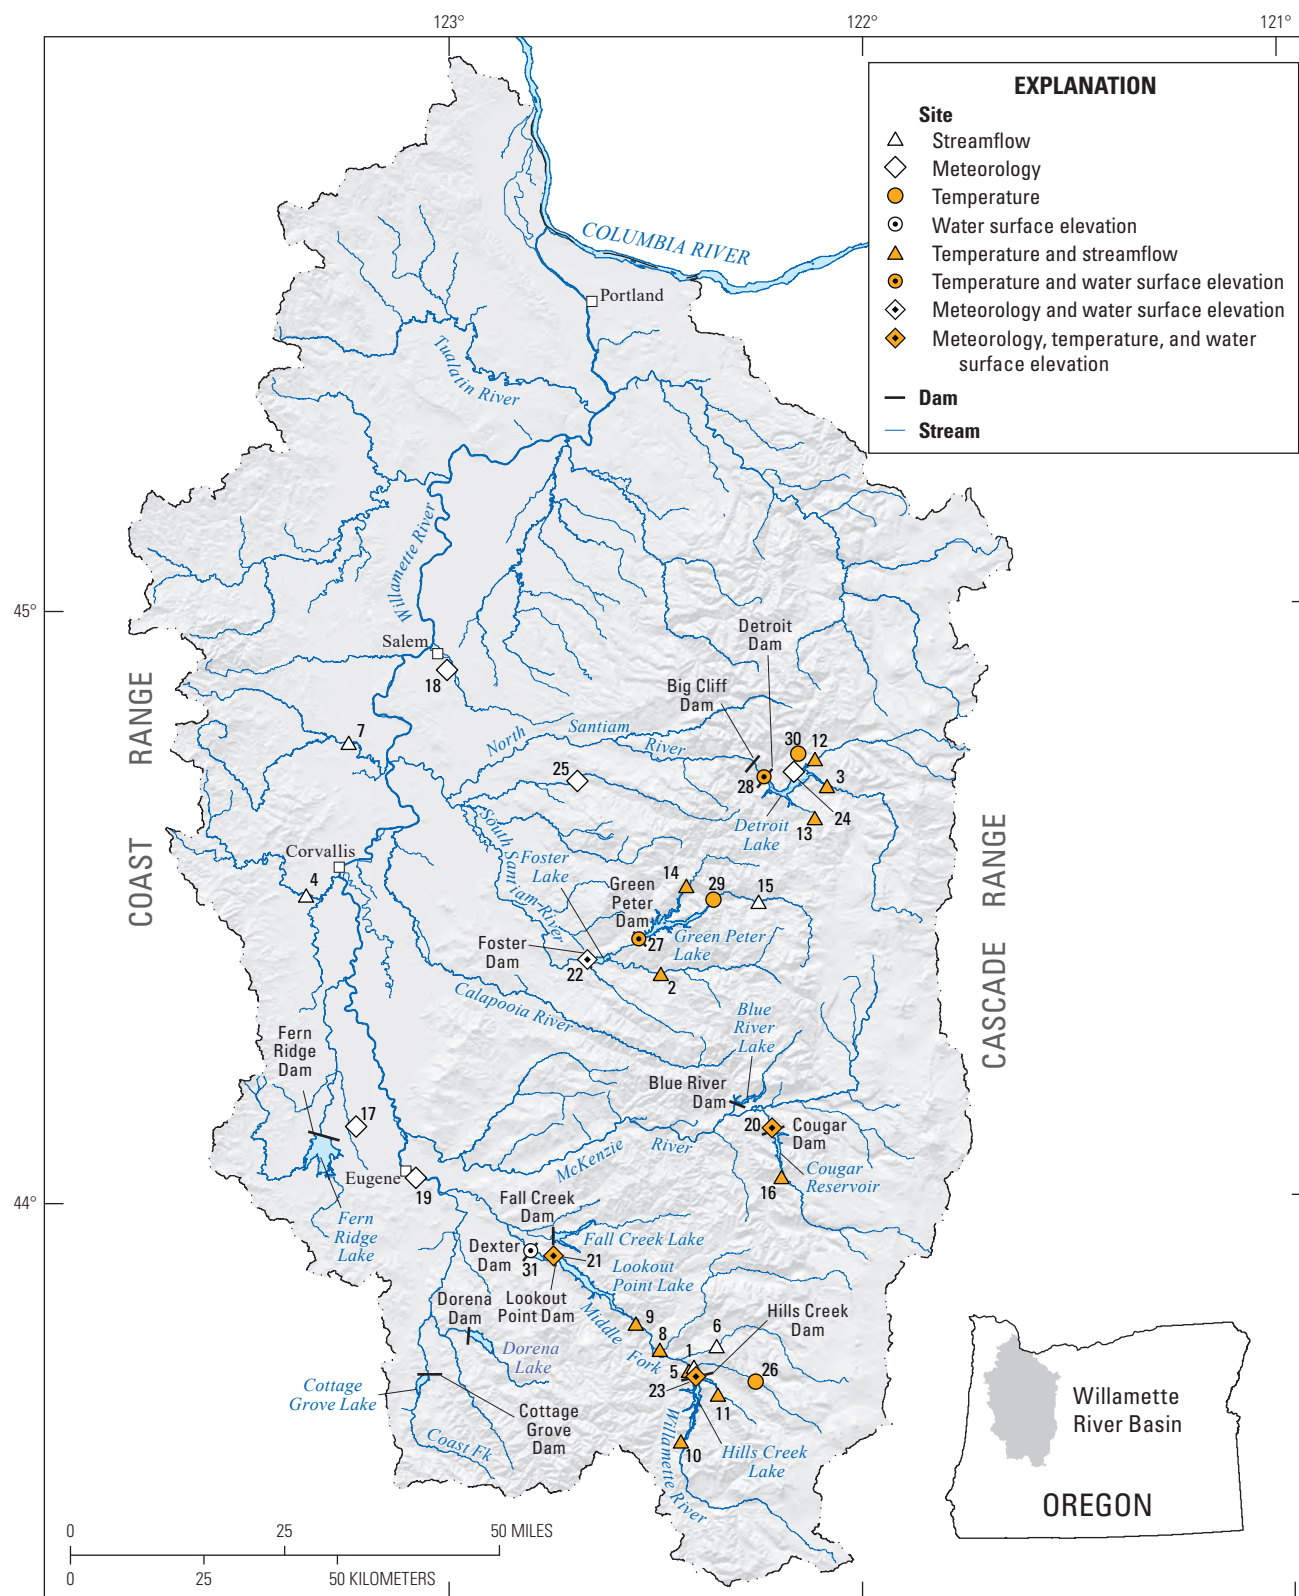 123°
122°
121°
EXPLANATION
Site
Streamflow
Meteorology
Temperature
Water surface elevation
Temperature and streamflow
Temperature and water surface elevation
Meteorology and water surface elevation
Meteorology, temperature, and water
surface elevation
Dam
Stream
COLUMBIA RIVER
Portland
Tualatin River
Willamette River
45°
Salem
18
Detroit
Dam
Big Cliff
Dam
COAST RANGE
7
North Santiam River
30
12
25
28
3
24
13
Detroit
Lake
South Santiam River
Foster
Lake
Corvallis
4
Green
Peter
Dam
14
29
15
CASCADE RANGE
Foster
Dam
27
Green Peter
Lake
22
2
Calapooia River
Blue
River
Lake
Fern
Ridge
Dam
Blue River
Dam
17
20
Cougar
Dam
McKenzie River
Cougar
Reservoir
16
Eugene
19
44°
Fall Creek
Dam
Fern
Ridge
Lake
Fall Creek Lake
Dexter
Dam
31
21
Lookout
Point Lake
Lookout
Point Dam
Dorena
Dam
Middle Fork
9
8
6
1
Hills Creek
Dam
Dorena
Lake
5
23
26
11
Cottage
Grove Lake
Cottage
Grove
Dam
Coast Fk
Willamette River
10
Hills Creek
Lake
Willamette
River Basin
OREGON
0 25 50 MILES
0 25 50 KILOMETERS